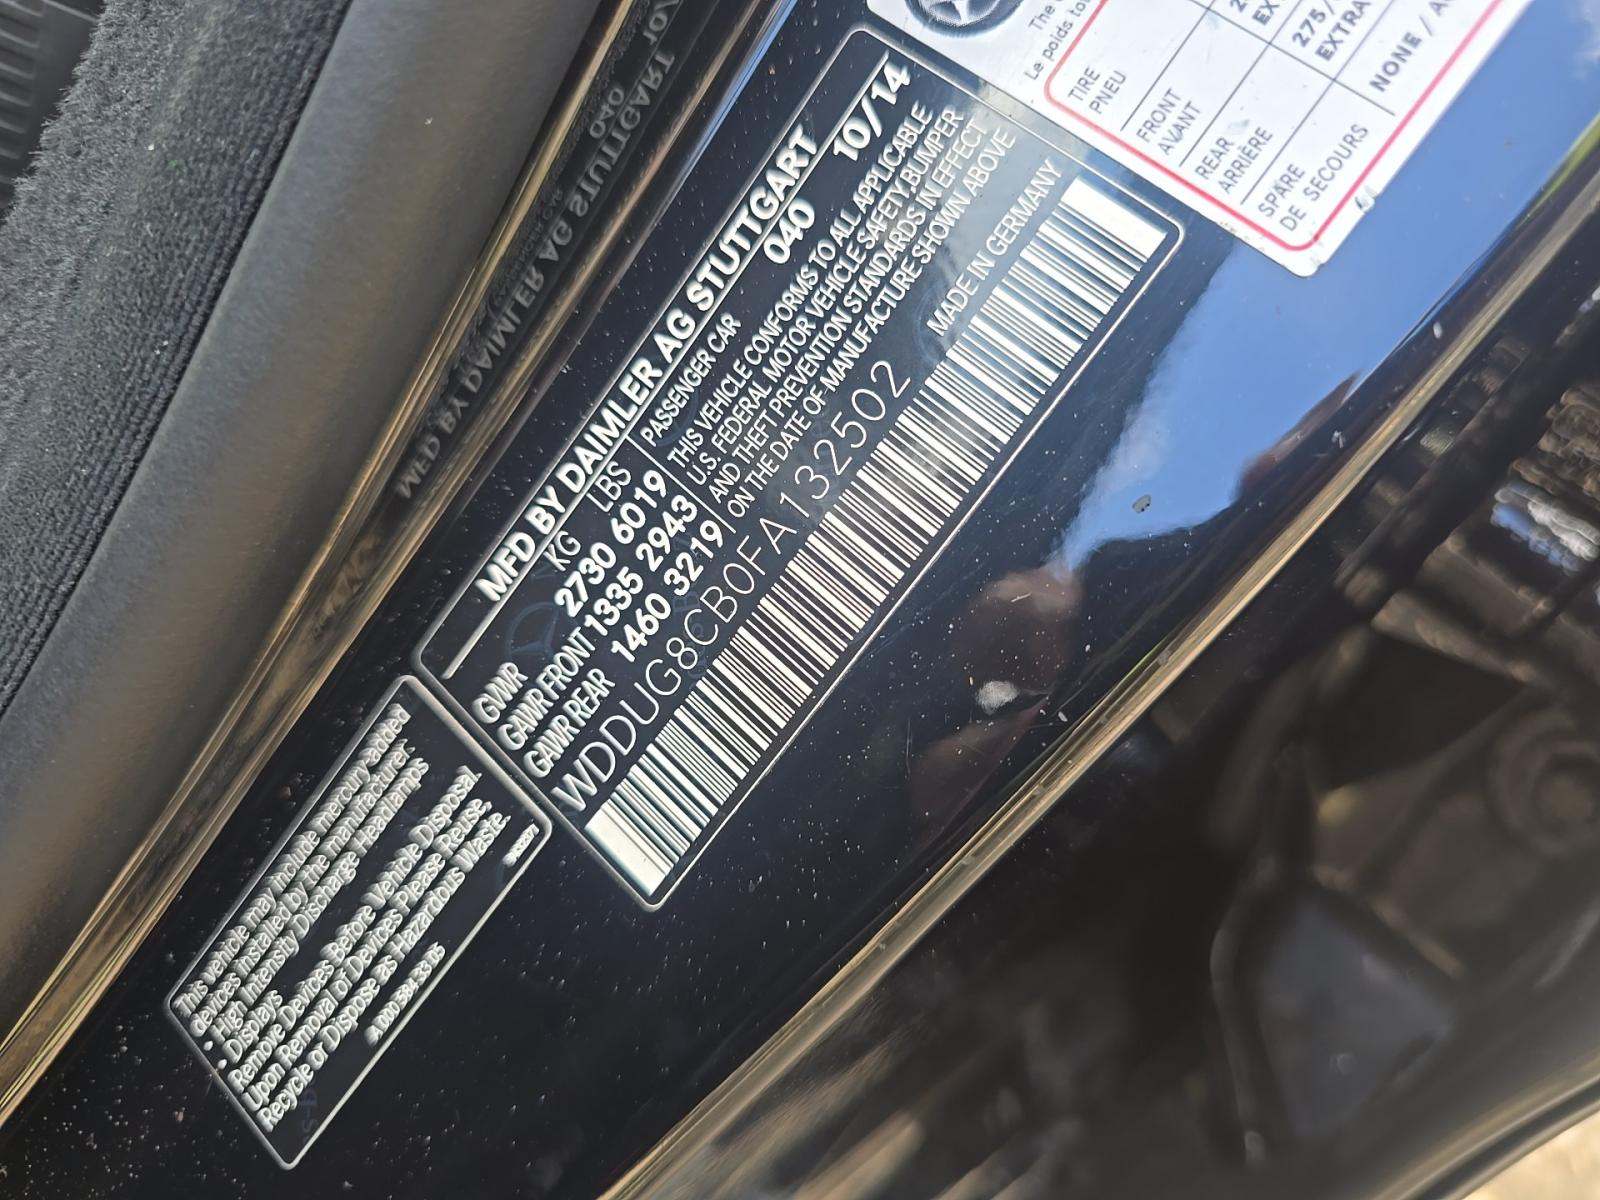 MFD BY DAIMLER AG STUTTGART
040 10/14
KG LBS
GVWR 2730 6019
GAWR FRONT 1335 2943
GAWR REAR 1460 3219
PASSENGER CAR
THIS VEHICLE CONFORMS TO ALL APPLICABLE
U.S. FEDERAL MOTOR VEHICLE SAFETY, BUMPER
AND THEFT PREVENTION STANDARDS IN EFFECT
ON THE DATE OF MANUFACTURE SHOWN ABOVE
MADE IN GERMANY
WDDUG8CB0FA132502
This vehicle may include mercury-added
devices installed by the manufacturer:
• High Intensity Discharge Headlamps
• Displays
Remove Devices Before Vehicle Disposal.
Upon Removal of Devices Please Reuse,
Recycle or Dispose as Hazardous Waste.
The
Le poids
TIRE
PNEU
FRONT
AVANT
REAR
ARRIÈRE
275/
EXTRA
SPARE
DE SECOURS
NONE /